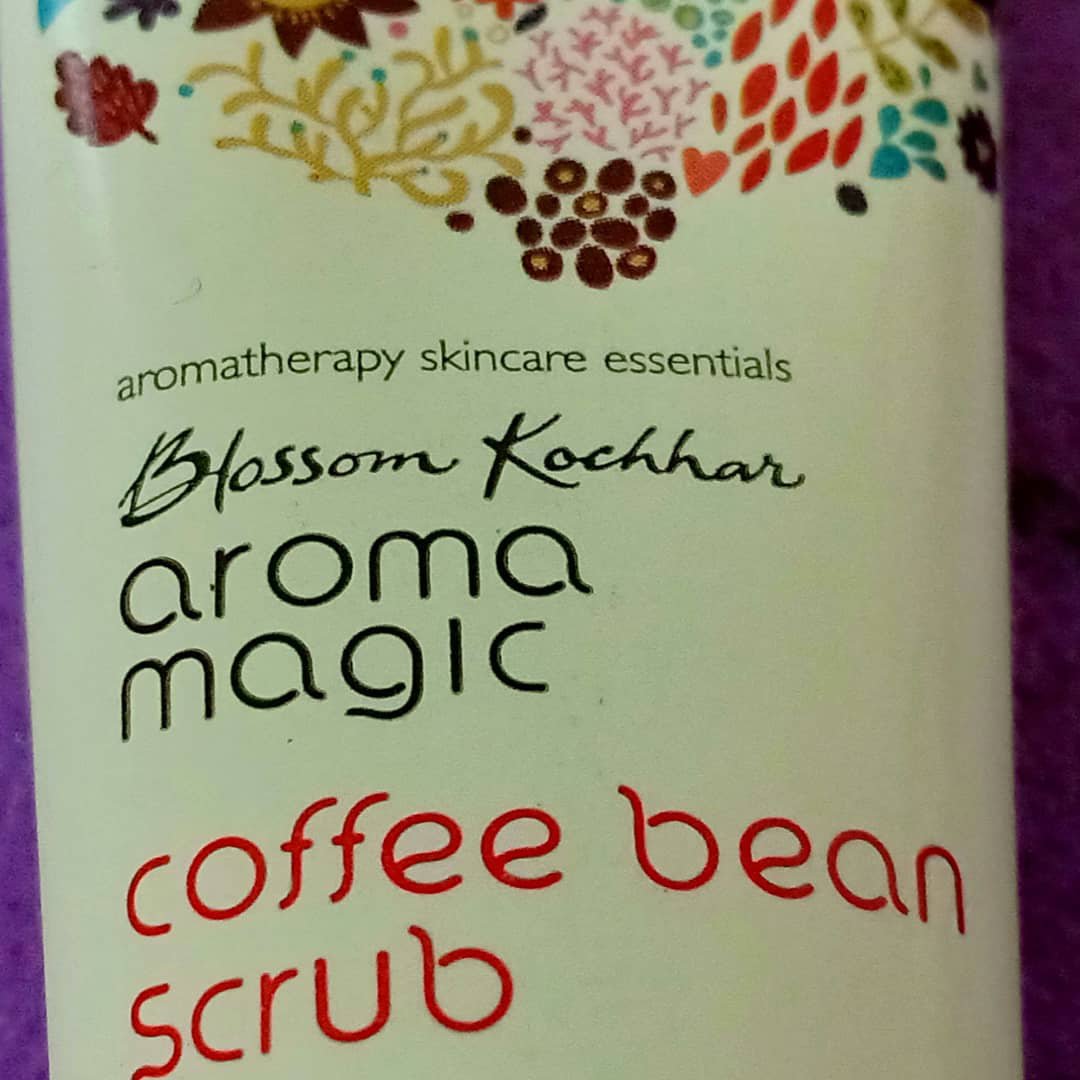 aromatherapy skincare essentials
Blossom Kochhar
aroma
magic
coffee bean
scrub